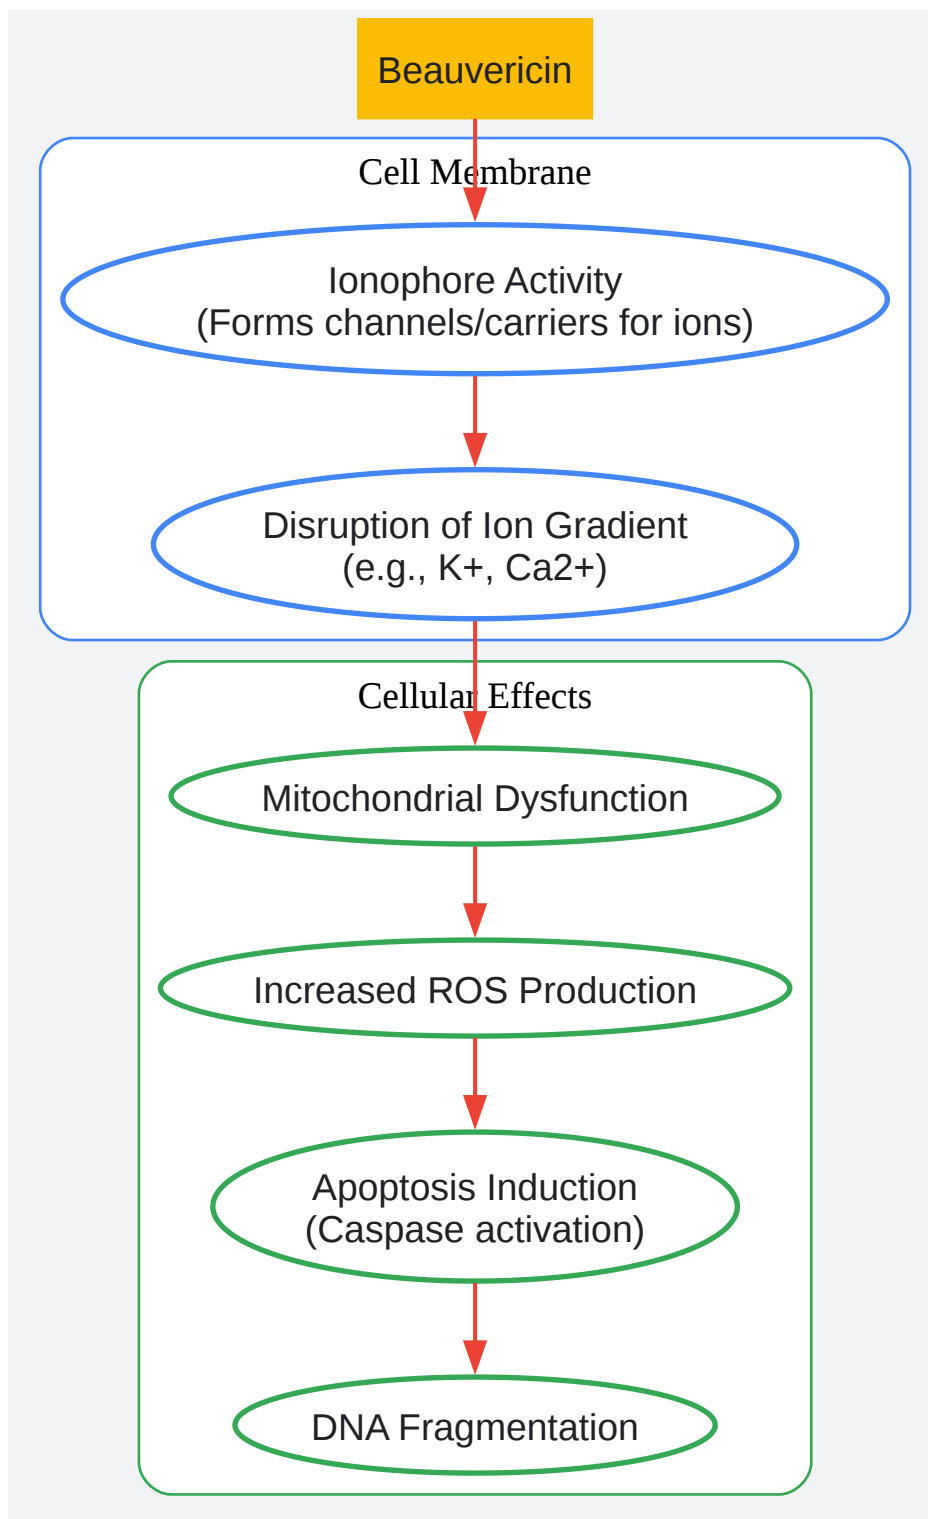 Beauvericin
Cell Membrane
Ionophore Activity
(Forms channels/carriers for ions)
Disruption of Ion Gradient
(e.g., K+, Ca2+)
Cellular Effects
Mitochondrial Dysfunction
Increased ROS Production
Apoptosis Induction
(Caspase activation)
DNA Fragmentation